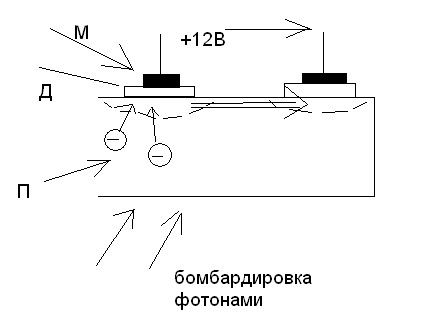 М
+12В
Д
П
бомбардировка
фотонами